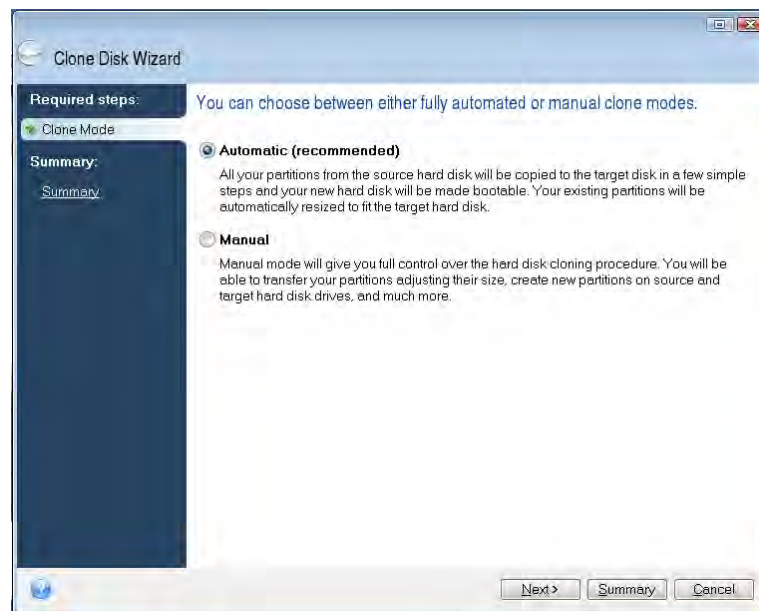 Clone Disk Wizard
Required steps:
Clone Mode
Summary:
Summary
You can choose between either fully automated or manual clone modes.
Automatic (recommended)
All your partitions from the source hard disk will be copied to the target disk in a few simple
steps and your new hard disk will be made bootable. Your existing partitions will be
automatically resized to fit the target hard disk.
Manual
Manual mode will give you full control over the hard disk cloning procedure. You will be
able to transfer your partitions adjusting their size, create new partitions on source and
target hard disk drives, and much more.
Next >
Summary
Cancel